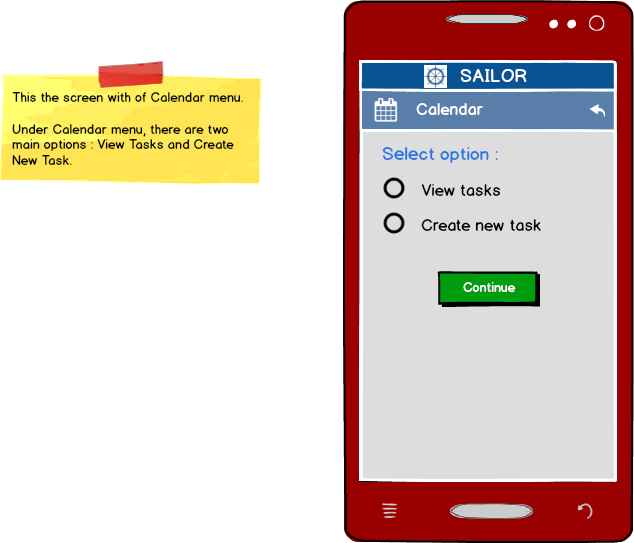 This the screen with of Calendar menu.
Under Calendar menu, there are two
main options : View Tasks and Create
New Task.
SAILOR
Calendar
Select option :
View tasks
Create new task
Continue